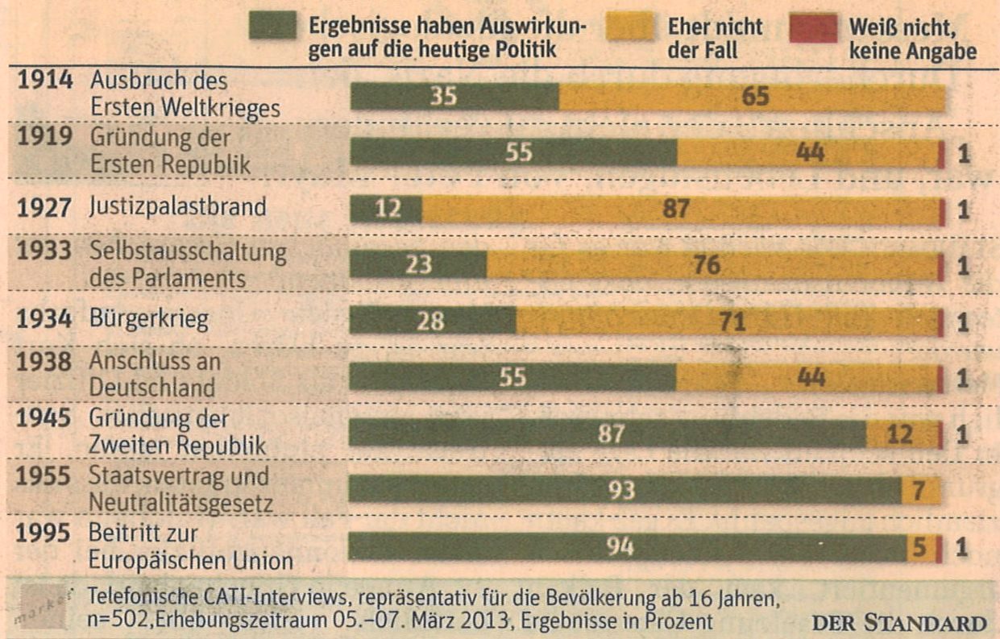 Ergebnisse haben Auswirkun-
gen auf die heutige Politik
Eher nicht
der Fall
Weiß nicht,
keine Angabe
1914 Ausbruch des
Ersten Weltkrieges
35 65
1919 Gründung der
Ersten Republik
55 44 1
1927 Justizpalastbrand 12 87 1
1933 Selbstausschaltung
des Parlaments
23 76 1
1934 Bürgerkrieg 28 71 1
1938 Anschluss an
Deutschland
55 44 1
1945 Gründung der
Zweiten Republik
87 12 1
1955 Staatsvertrag und
Neutralitätsgesetz
93 7
1995 Beitritt zur
Europäischen Union
94 5 1
market
Telefonische CATI-Interviews, repräsentativ für die Bevölkerung ab 16 Jahren,
n=502,Erhebungszeitraum 05.–07. März 2013, Ergebnisse in Prozent
DER STANDARD